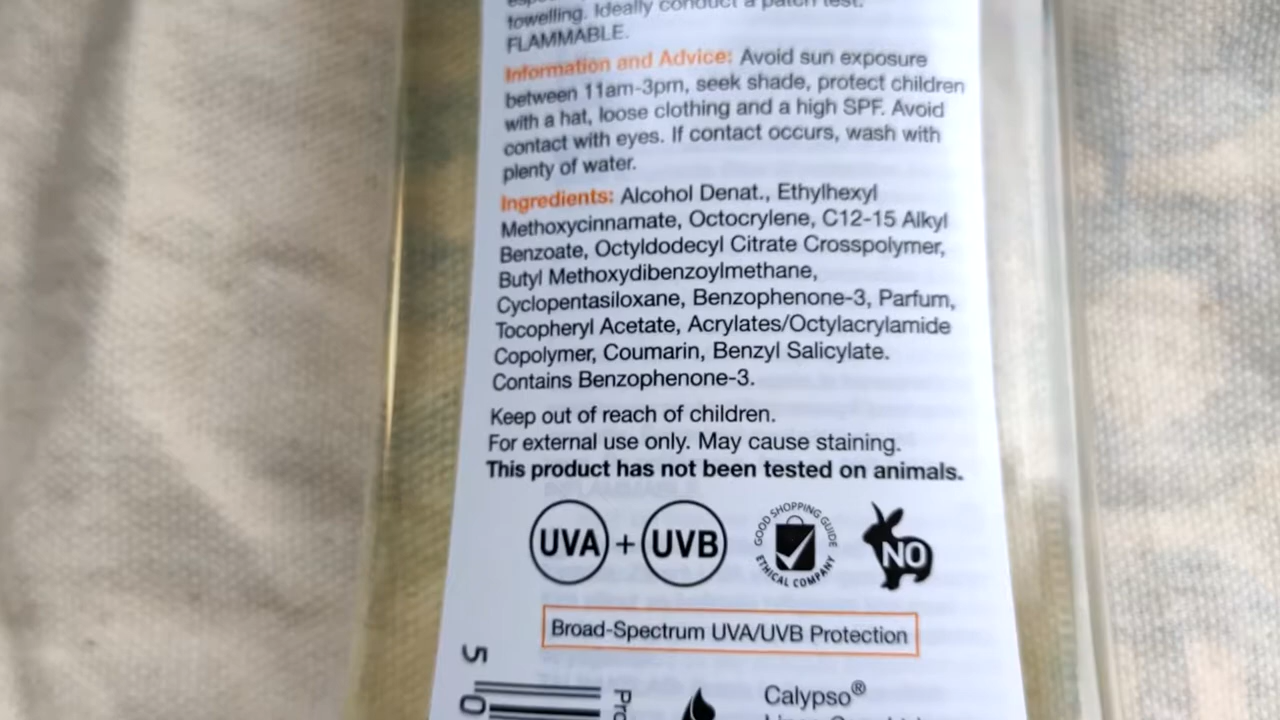 towelling. Ideally conduct a patch test.
FLAMMABLE.
Information and Advice: Avoid sun exposure
between 11am-3pm, seek shade, protect children
with a hat, loose clothing and a high SPF. Avoid
contact with eyes. If contact occurs, wash with
plenty of water.
Ingredients: Alcohol Denat., Ethylhexyl
Methoxycinnamate, Octocrylene, C12-15 Alkyl
Benzoate, Octyldodecyl Citrate Crosspolymer,
Butyl Methoxydibenzoylmethane,
Cyclopentasiloxane, Benzophenone-3, Parfum,
Tocopheryl Acetate, Acrylates/Octylacrylamide
Copolymer, Coumarin, Benzyl Salicylate.
Contains Benzophenone-3.
Keep out of reach of children.
For external use only. May cause staining.
This product has not been tested on animals.
UVA + UVB
GOOD SHOPPING GUIDE
ETHICAL COMPANY
NO
Broad-Spectrum UVA/UVB Protection
5 0
Calypso®